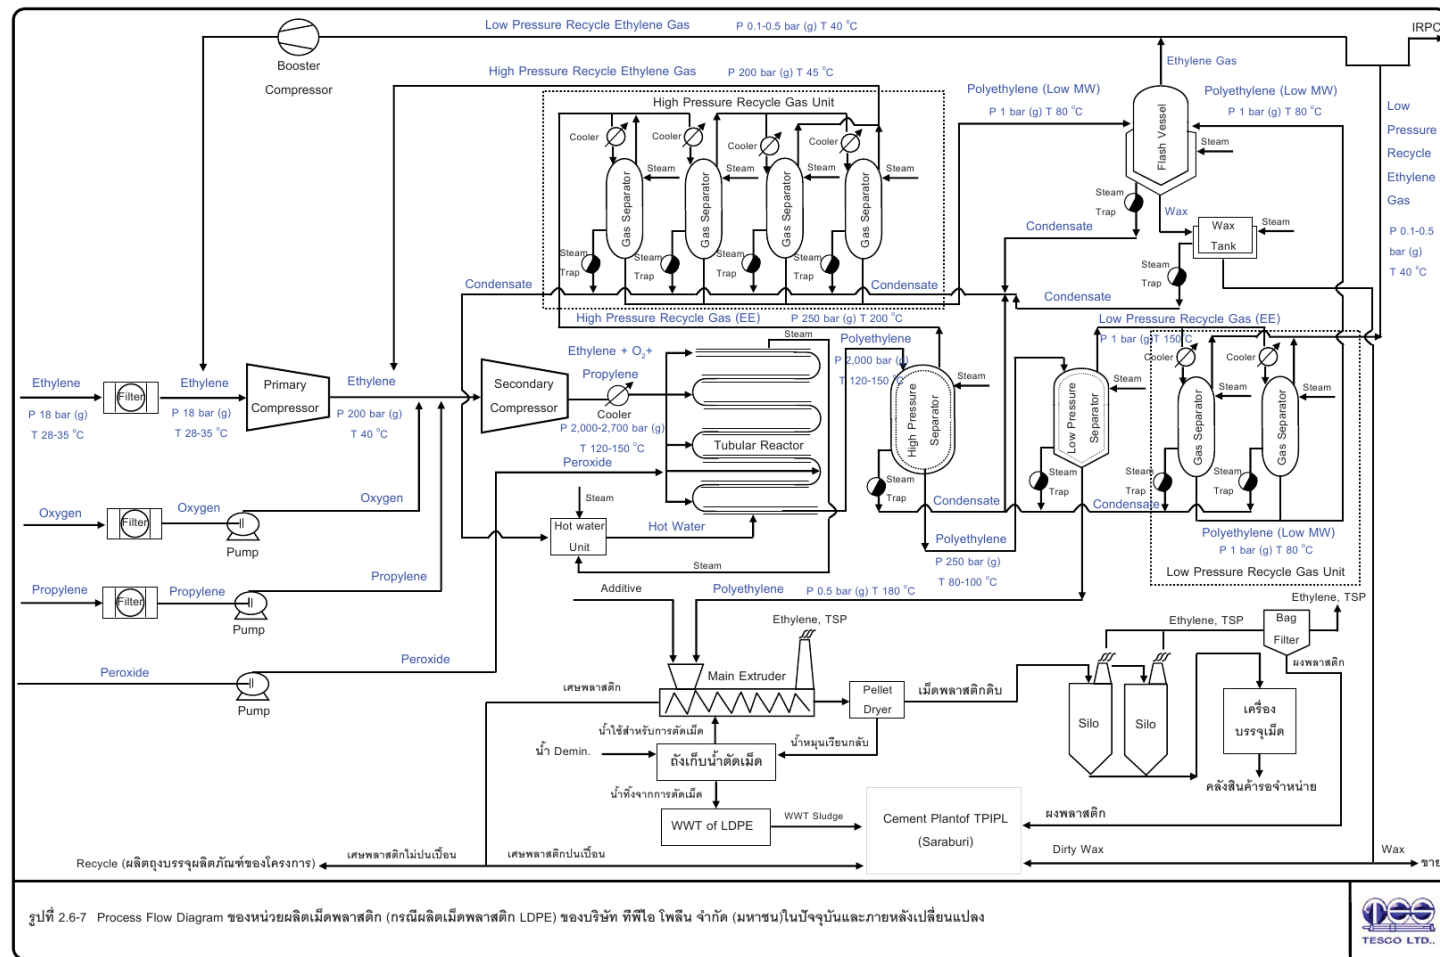 Low Pressure Recycle Ethylene Gas
P 0.1-0.5 bar (g) T 40 °C
IRPC
Booster
Compressor
Ethylene Gas
High Pressure Recycle Ethylene Gas
P 200 bar (g) T 45 °C
High Pressure Recycle Gas Unit
Polyethylene (Low MW)
P 1 bar (g) T 80 °C
Polyethylene (Low MW)
P 1 bar (g) T 80 °C
Low
Pressure
Recycle
Ethylene
Gas
P 0.1-0.5
bar (g)
T 40 °C
Cooler
Cooler
Cooler
Cooler
Steam
Steam
Steam
Steam
Gas Separator
Gas Separator
Gas Separator
Gas Separator
Flash Vessel
Steam
Steam
Trap
Wax
Wax
Tank
Steam
Condensate
Steam
Trap
Steam
Trap
Steam
Trap
Steam
Trap
Steam
Trap
Condensate
Condensate
High Pressure Recycle Gas (EE)
P 250 bar (g) T 200 °C
Low Pressure Recycle Gas (EE)
P 1 bar (g) T 150°C
Steam
Ethylene + O2+
Propylene
Polyethylene
P 2,000 bar (g)
T 120-150 °C
Cooler
Cooler
Ethylene
P 18 bar (g)
T 28-35 °C
Filter
Ethylene
P 18 bar (g)
T 28-35 °C
Primary
Compressor
Ethylene
P 200 bar (g)
T 40 °C
Secondary
Compressor
Cooler
P 2,000-2,700 bar (g)
T 120-150 °C
Peroxide
Tubular Reactor
High Pressure
Separator
Steam
Low Pressure
Separator
Steam
Gas Separator
Steam
Gas Separator
Steam
Steam
Trap
Steam
Trap
Steam
Trap
Steam
Trap
Condensate
Condensate
Oxygen
Filter
Oxygen
Oxygen
Pump
Steam
Hot water
Unit
Hot Water
Steam
Polyethylene
P 250 bar (g)
T 80-100 °C
Polyethylene (Low MW)
P 1 bar (g) T 80 °C
Low Pressure Recycle Gas Unit
Propylene
Filter
Propylene
Propylene
Pump
Additive
Polyethylene
P 0.5 bar (g) T 180 °C
Ethylene, TSP
Ethylene, TSP
Ethylene, TSP
Bag
Filter
ผงพลาสติก
Peroxide
Peroxide
Pump
เศษพลาสติก
Main Extruder
Pellet
Dryer
เม็ดพลาสติกดิบ
Silo
Silo
เครื่อง
บรรจุเม็ด
น้ำใช้สำหรับการตัดเม็ด
น้ำหมุนเวียนกลับ
น้ำ Demin.
ถังเก็บน้ำตัดเม็ด
คลังสินค้ารอจำหน่าย
น้ำทิ้งจากการตัดเม็ด
WWT of LDPE
WWT Sludge
Cement Plantof TPIPL
(Saraburi)
ผงพลาสติก
Recycle (ผลิตถุงบรรจุผลิตภัณฑ์ของโครงการ)
เศษพลาสติกไม่ปนเปื้อน
เศษพลาสติกปนเปื้อน
Dirty Wax
Wax
ขาย
รูปที่ 2.6-7 Process Flow Diagram ของหน่วยผลิตเม็ดพลาสติก (กรณีผลิตเม็ดพลาสติก LDPE) ของบริษัท ทีพีไอ โพลีน จำกัด (มหาชน)ในปัจจุบันและภายหลังเปลี่ยนแปลง
TESCO LTD..